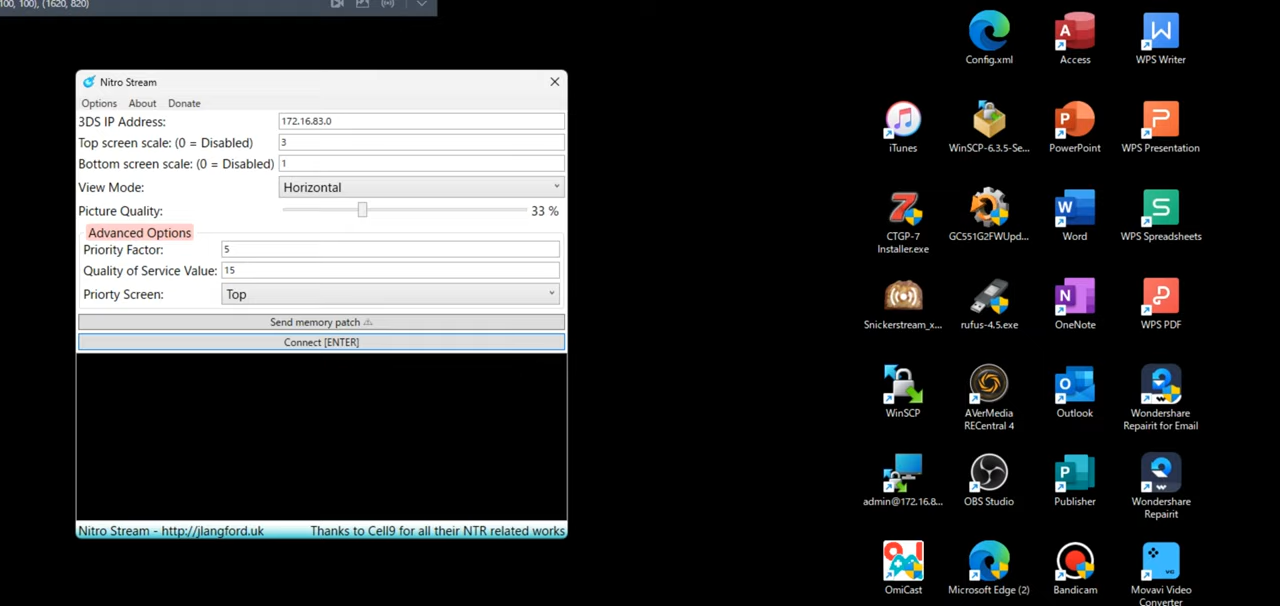 100, 100), (1620, 820)
Nitro Stream
Options About Donate
3DS IP Address: 172.16.83.0
Top screen scale: (0 = Disabled) 3
Bottom screen scale: (0 = Disabled) 1
View Mode: Horizontal
Picture Quality: 33 %
Advanced Options
Priority Factor: 5
Quality of Service Value: 15
Priorty Screen: Top
Send memory patch ⚠
Connect [ENTER]
Nitro Stream - http://jlangford.uk Thanks to Cell9 for all their NTR related works
Config.xml
Access
WPS Writer
iTunes
WinSCP-6.3.5-Se...
PowerPoint
WPS Presentation
CTGP-7
Installer.exe
GC551G2FWUpd...
Word
WPS Spreadsheets
Snickerstream_x...
rufus-4.5.exe
OneNote
WPS PDF
WinSCP
AVerMedia
RECentral 4
Outlook
Wondershare
Repairit for Email
admin@172.16.8...
OBS Studio
Publisher
Wondershare
Repairit
OmiCast
Microsoft Edge (2)
Bandicam
Movavi Video
Converter